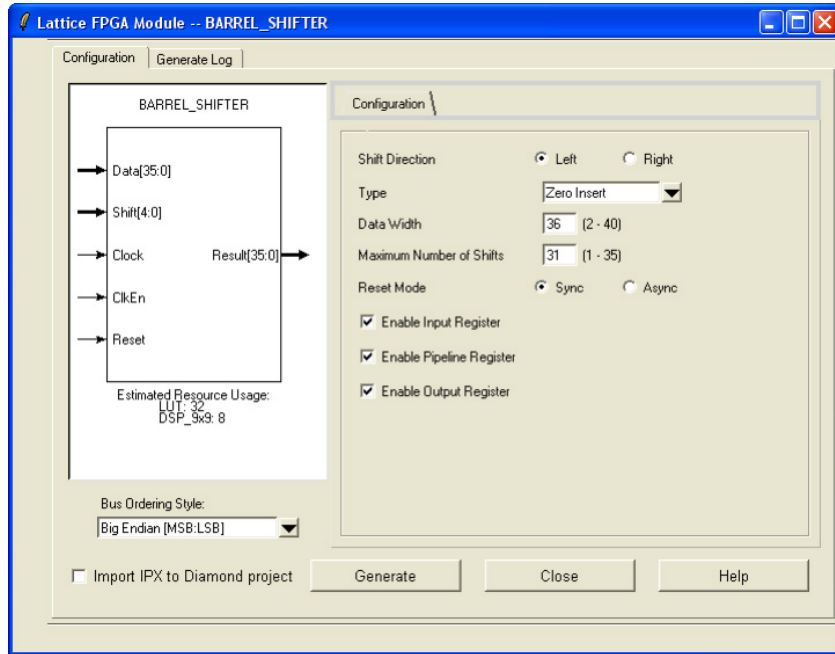 Lattice FPGA Module -- BARREL_SHIFTER
Configuration
Generate Log
BARREL_SHIFTER
Data[35:0]
Shift[4:0]
Clock
Result[35:0]
ClkEn
Reset
Estimated Resource Usage:
LUT: 32
DSP_9x9: 8
Bus Ordering Style:
Big Endian [MSB:LSB]
Configuration
Shift Direction Left Right
Type Zero Insert
Data Width 36 (2 - 40)
Maximum Number of Shifts 31 (1 - 35)
Reset Mode Sync Async
Enable Input Register
Enable Pipeline Register
Enable Output Register
Import IPX to Diamond project
Generate
Close
Help